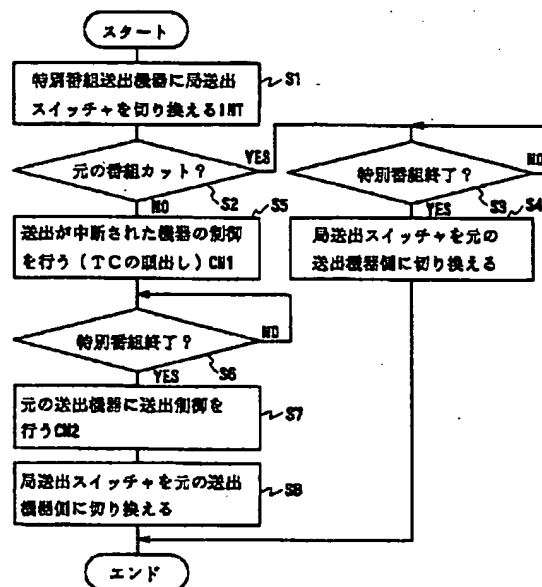 スタート
特別番組送出機器に局送出
スイッチャを切り換えるINT
S1
元の番組カット?
YES
S2
NO
特別番組終了?
NO
S3
YES
S4
局送出スイッチャを元の
送出機器側に切り換える
S5
送出が中断された機器の制御
を行う(TCの頭出し)CM1
特別番組終了?
NO
S6
YES
元の送出機器に送出制御を
行うCM2
S7
局送出スイッチャを元の送出
機器側に切り換える
S8
エンド